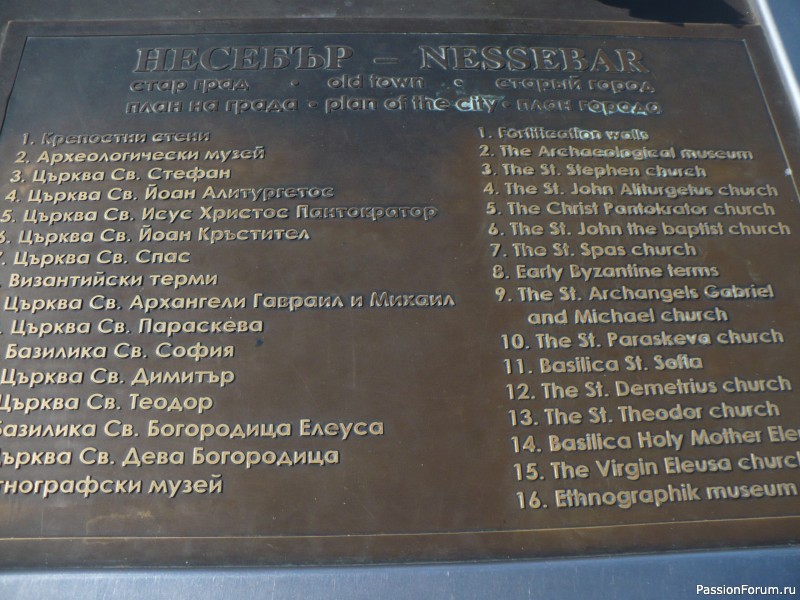 НЕСЕБЪР – NESSEBAR
стар град • old town • старый город
план на града • plan of the city • план города
1. Крепостни стени
2. Археологически музей
3. Църква Св. Стефан
4. Църква Св. Йоан Алитургетос
5. Църква Св. Исус Христос Пантократор
6. Църква Св. Йоан Кръстител
7. Църква Св. Спас
Византийски терми
Църква Св. Архангели Гавраил и Михаил
Църква Св. Параскева
Базилика Св. София
Църква Св. Димитър
Църква Св. Теодор
Базилика Св. Богородица Елеуса
Църква Св. Дева Богородица
тнографски музей
1. Fortification walls
2. The Archaeological museum
3. The St. Stephen church
4. The St. John Aliturgetus church
5. The Christ Pantokrator church
6. The St. John the baptist church
7. The St. Spas church
8. Early Byzantine terms
9. The St. Archangels Gabriel
and Michael church
10. The St. Paraskeva church
11. Basilica St. Sofia
12. The St. Demetrius church
13. The St. Theodor church
14. Basilica Holy Mother Eleu
15. The Virgin Eleusa church
16. Ethnographik museum
PassionForum.ru